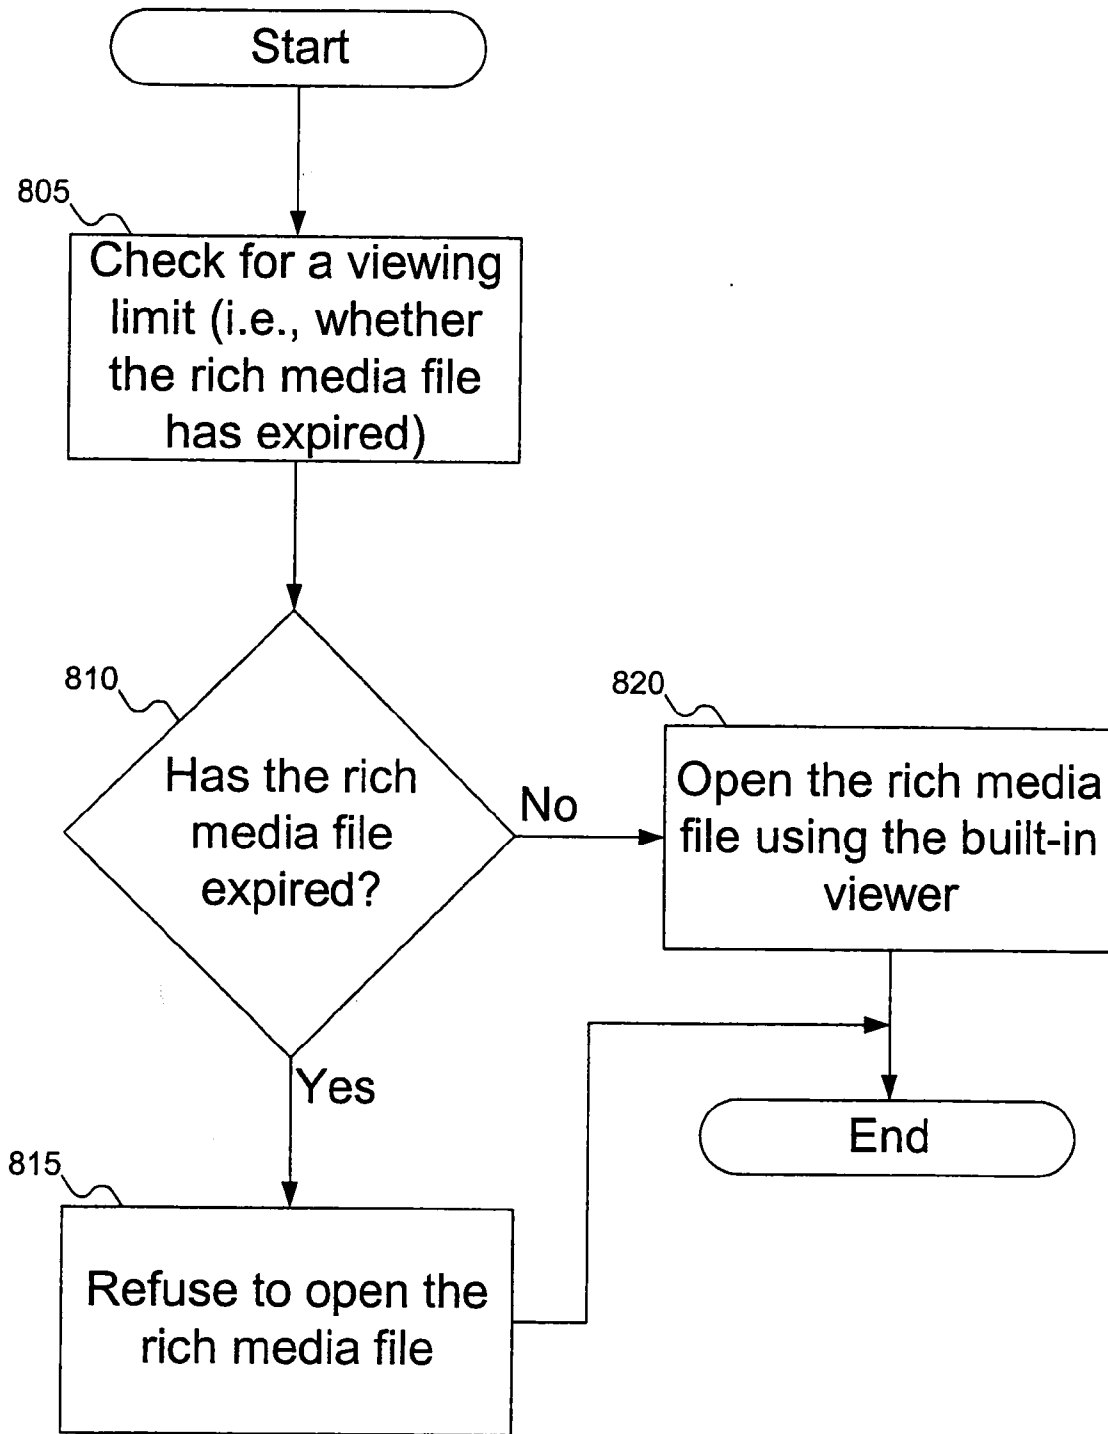 Start
805
Check for a viewing
limit (i.e., whether
the rich media file
has expired)
810
Has the rich
media file
expired?
No
820
Open the rich media
file using the built-in
viewer
Yes
End
815
Refuse to open the
rich media file